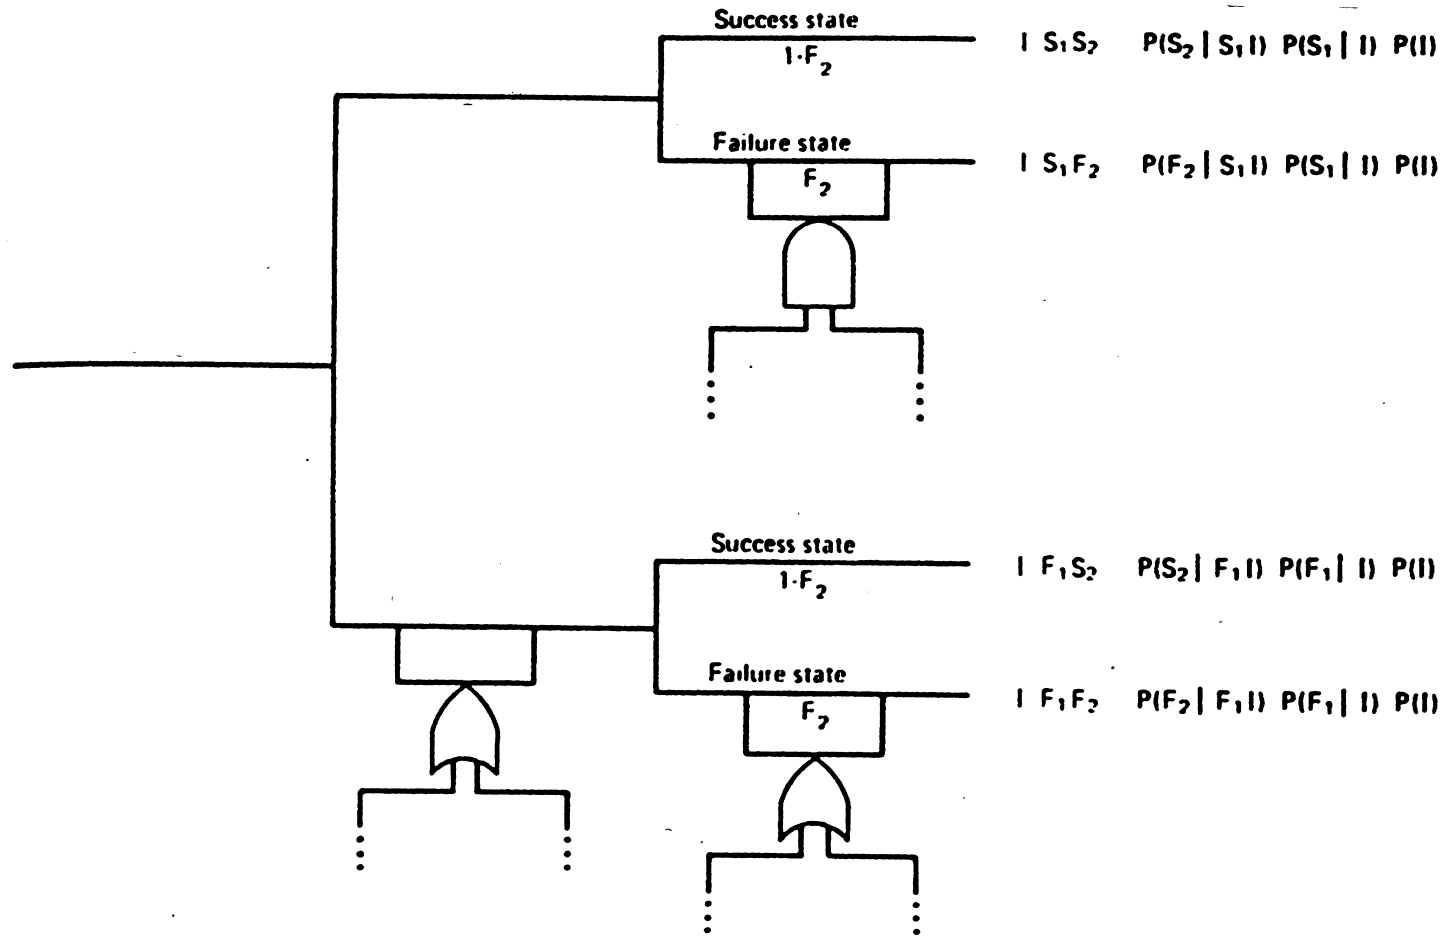 Success state
1-F₂
I S₁S₂ P(S₂ | S₁I) P(S₁ | I) P(I)
Failure state
F₂
I S₁F₂ P(F₂ | S₁I) P(S₁ | I) P(I)
Success state
1-F₂
I F₁S₂ P(S₂ | F₁I) P(F₁ | I) P(I)
Failure state
F₂
I F₁F₂ P(F₂ | F₁I) P(F₁ | I) P(I)